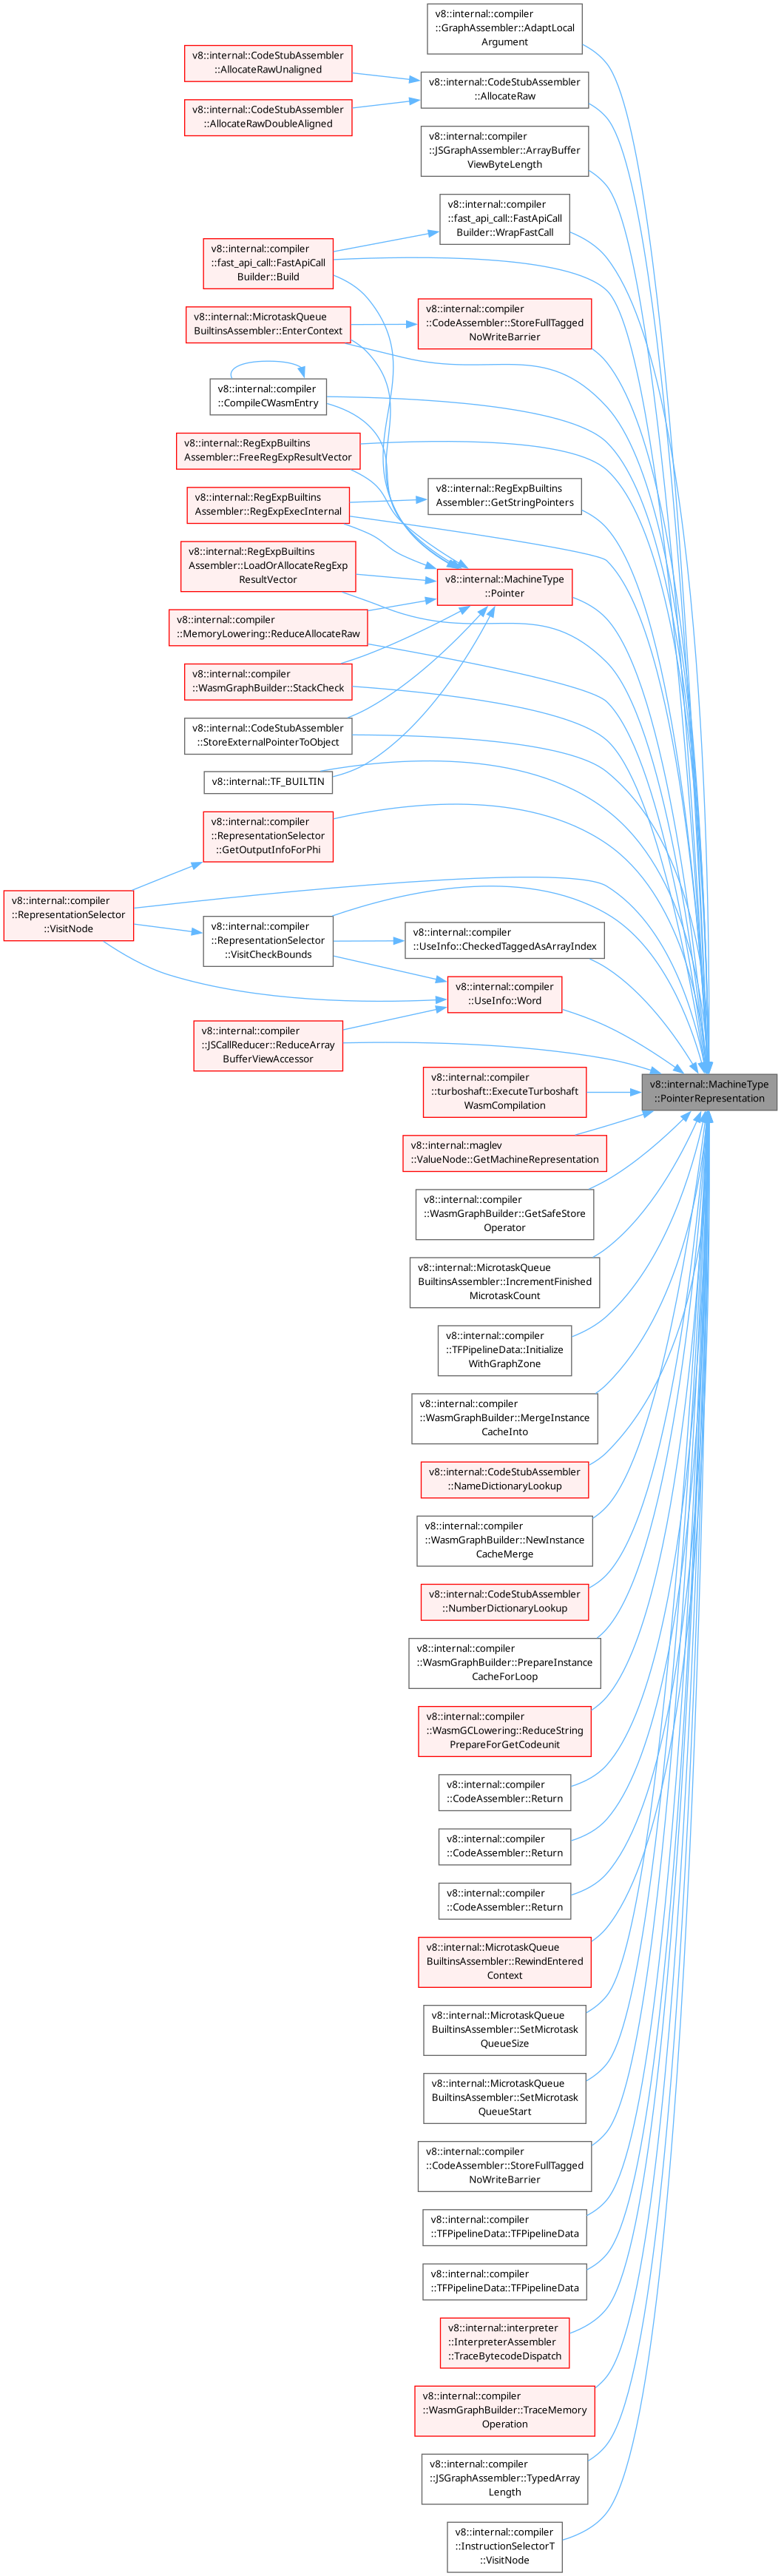 v8::internal::compiler
::GraphAssembler::AdaptLocal
Argument
v8::internal::CodeStubAssembler
::AllocateRawUnaligned
v8::internal::CodeStubAssembler
::AllocateRaw
v8::internal::CodeStubAssembler
::AllocateRawDoubleAligned
v8::internal::compiler
::JSGraphAssembler::ArrayBuffer
ViewByteLength
v8::internal::compiler
::fast_api_call::FastApiCall
Builder::WrapFastCall
v8::internal::compiler
::fast_api_call::FastApiCall
Builder::Build
v8::internal::MicrotaskQueue
BuiltinsAssembler::EnterContext
v8::internal::compiler
::CodeAssembler::StoreFullTagged
NoWriteBarrier
v8::internal::compiler
::CompileCWasmEntry
v8::internal::RegExpBuiltins
Assembler::FreeRegExpResultVector
v8::internal::RegExpBuiltins
Assembler::RegExpExecInternal
v8::internal::RegExpBuiltins
Assembler::GetStringPointers
v8::internal::RegExpBuiltins
Assembler::LoadOrAllocateRegExp
ResultVector
v8::internal::MachineType
::Pointer
v8::internal::compiler
::MemoryLowering::ReduceAllocateRaw
v8::internal::compiler
::WasmGraphBuilder::StackCheck
v8::internal::CodeStubAssembler
::StoreExternalPointerToObject
v8::internal::TF_BUILTIN
v8::internal::compiler
::RepresentationSelector
::GetOutputInfoForPhi
v8::internal::compiler
::RepresentationSelector
::VisitNode
v8::internal::compiler
::RepresentationSelector
::VisitCheckBounds
v8::internal::compiler
::UseInfo::CheckedTaggedAsArrayIndex
v8::internal::compiler
::UseInfo::Word
v8::internal::compiler
::JSCallReducer::ReduceArray
BufferViewAccessor
v8::internal::MachineType
::PointerRepresentation
v8::internal::compiler
::turboshaft::ExecuteTurboshaft
WasmCompilation
v8::internal::maglev
::ValueNode::GetMachineRepresentation
v8::internal::compiler
::WasmGraphBuilder::GetSafeStore
Operator
v8::internal::MicrotaskQueue
BuiltinsAssembler::IncrementFinished
MicrotaskCount
v8::internal::compiler
::TFPipelineData::Initialize
WithGraphZone
v8::internal::compiler
::WasmGraphBuilder::MergeInstance
CacheInto
v8::internal::CodeStubAssembler
::NameDictionaryLookup
v8::internal::compiler
::WasmGraphBuilder::NewInstance
CacheMerge
v8::internal::CodeStubAssembler
::NumberDictionaryLookup
v8::internal::compiler
::WasmGraphBuilder::PrepareInstance
CacheForLoop
v8::internal::compiler
::WasmGCLowering::ReduceString
PrepareForGetCodeunit
v8::internal::compiler
::CodeAssembler::Return
v8::internal::compiler
::CodeAssembler::Return
v8::internal::compiler
::CodeAssembler::Return
v8::internal::MicrotaskQueue
BuiltinsAssembler::RewindEntered
Context
v8::internal::MicrotaskQueue
BuiltinsAssembler::SetMicrotask
QueueSize
v8::internal::MicrotaskQueue
BuiltinsAssembler::SetMicrotask
QueueStart
v8::internal::compiler
::CodeAssembler::StoreFullTagged
NoWriteBarrier
v8::internal::compiler
::TFPipelineData::TFPipelineData
v8::internal::compiler
::TFPipelineData::TFPipelineData
v8::internal::interpreter
::InterpreterAssembler
::TraceBytecodeDispatch
v8::internal::compiler
::WasmGraphBuilder::TraceMemory
Operation
v8::internal::compiler
::JSGraphAssembler::TypedArray
Length
v8::internal::compiler
::InstructionSelectorT
::VisitNode